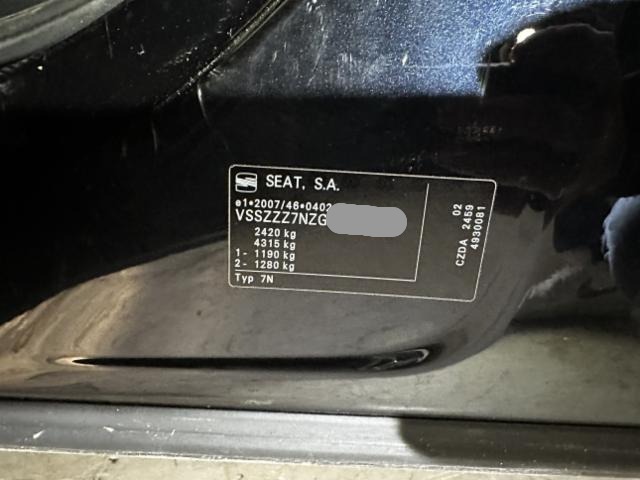 SEAT, S.A.
e1*2007/46*0402
VSSZZZ7NZG
2420 kg
4315 kg
1- 1190 kg
2- 1280 kg
Typ 7N
02
CZDA 2459
4930081